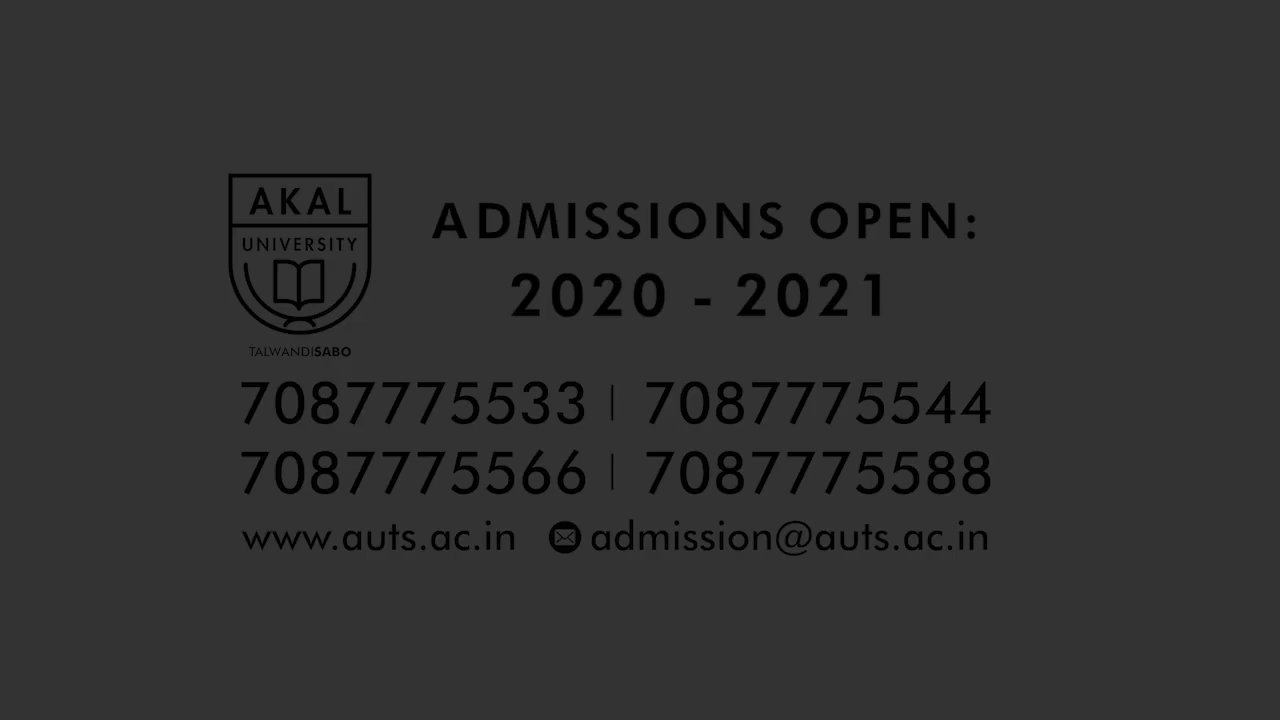 AKAL
UNIVERSITY
TALWANDISABO
ADMISSIONS OPEN:
2020 - 2021
7087775533 | 7087775544
7087775566 | 7087775588
www.auts.ac.in admission@auts.ac.in